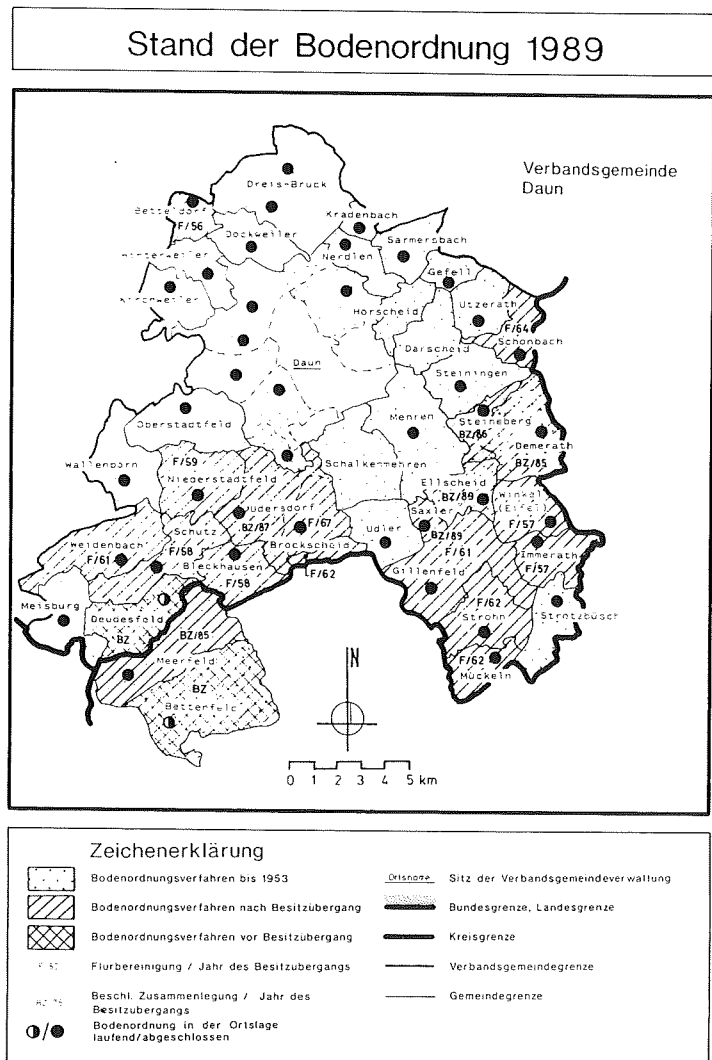 Stand der Bodenordnung 1989
Verbandsgemeinde
Daun
Dreis-Brück
Betteldorf
F/56
Kradenbach
Dockweiler
Sarmersbach
Nerdlen
Hinterweiler
Gefell
Kirchweiler
Hörscheid
Utzerath
F/64
Schönbach
Darscheid
Daun
Steiningen
Oberstadtfeld
Mehren
Steineberg
BZ/86
Demerath
BZ/85
Wallenborn
F/59
Niederstadtfeld
Schalkenmehren
Ellscheid
BZ/89
Winkel
(Eifel)
F/57
Üdersdorf
BZ/87
F/67
Saxler
BZ/89
Schutz
F/58
Brockscheid
Udler
Weidenbach
F/61
Bleckhausen
F/58
F/62
F/61
Gillenfeld
Immerath
F/57
Meisburg
Deudesfeld
BZ
BZ/85
F/62
Strohn
Strotzbüsch
Meerfeld
F/62
Mückeln
BZ
Bettenfeld
N
0 1 2 3 4 5 km
Zeichenerklärung
Bodenordnungsverfahren bis 1953
Bodenordnungsverfahren nach Besitzübergang
Bodenordnungsverfahren vor Besitzübergang
Flurbereinigung / Jahr des Besitzübergangs
BZ 76
Beschl. Zusammenlegung / Jahr des
Besitzübergangs
Bodenordnung in der Ortslage
laufend/abgeschlossen
Ortsname
Sitz der Verbandsgemeindeverwaltung
Bundesgrenze, Landesgrenze
Kreisgrenze
Verbandsgemeindegrenze
Gemeindegrenze